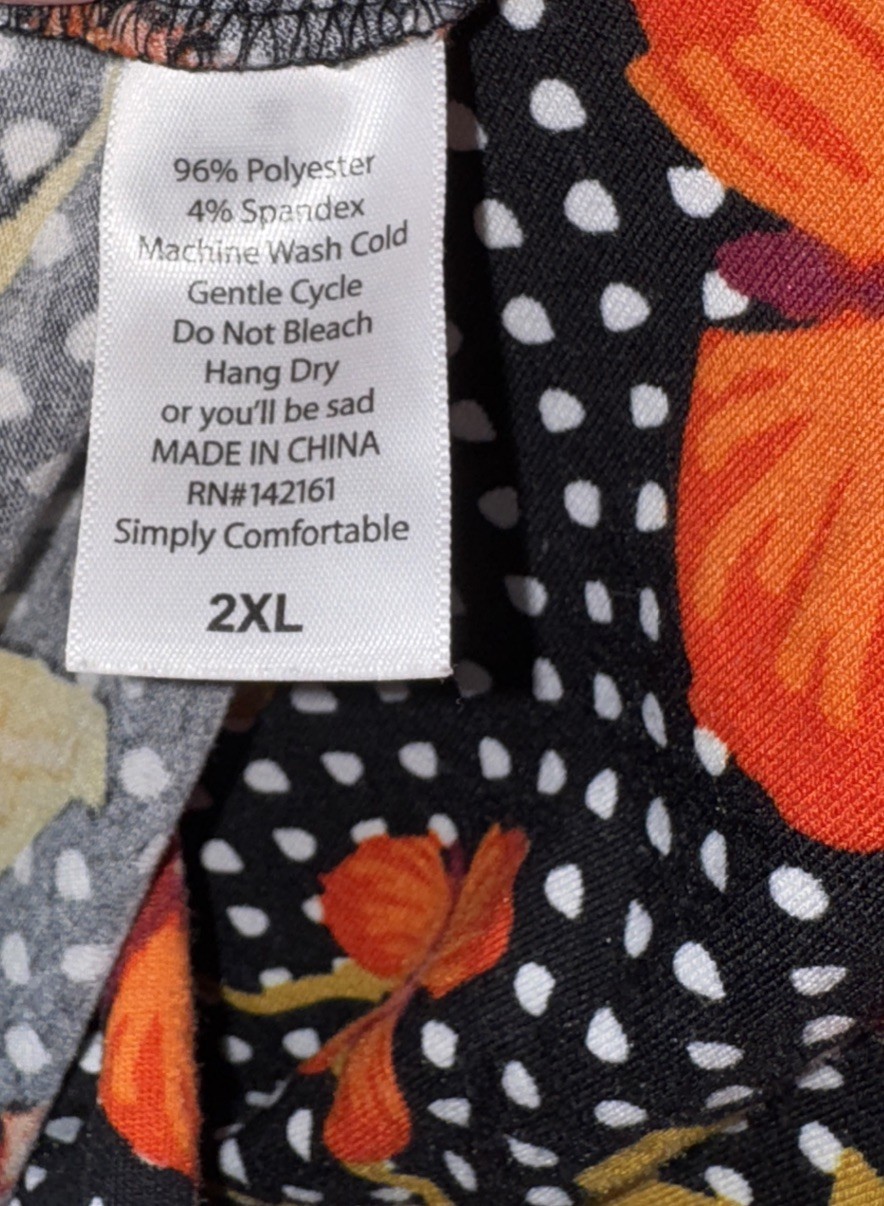 96% Polyester
4% Spandex
Machine Wash Cold
Gentle Cycle
Do Not Bleach
Hang Dry
or you'll be sad
MADE IN CHINA
RN#142161
Simply Comfortable
2XL